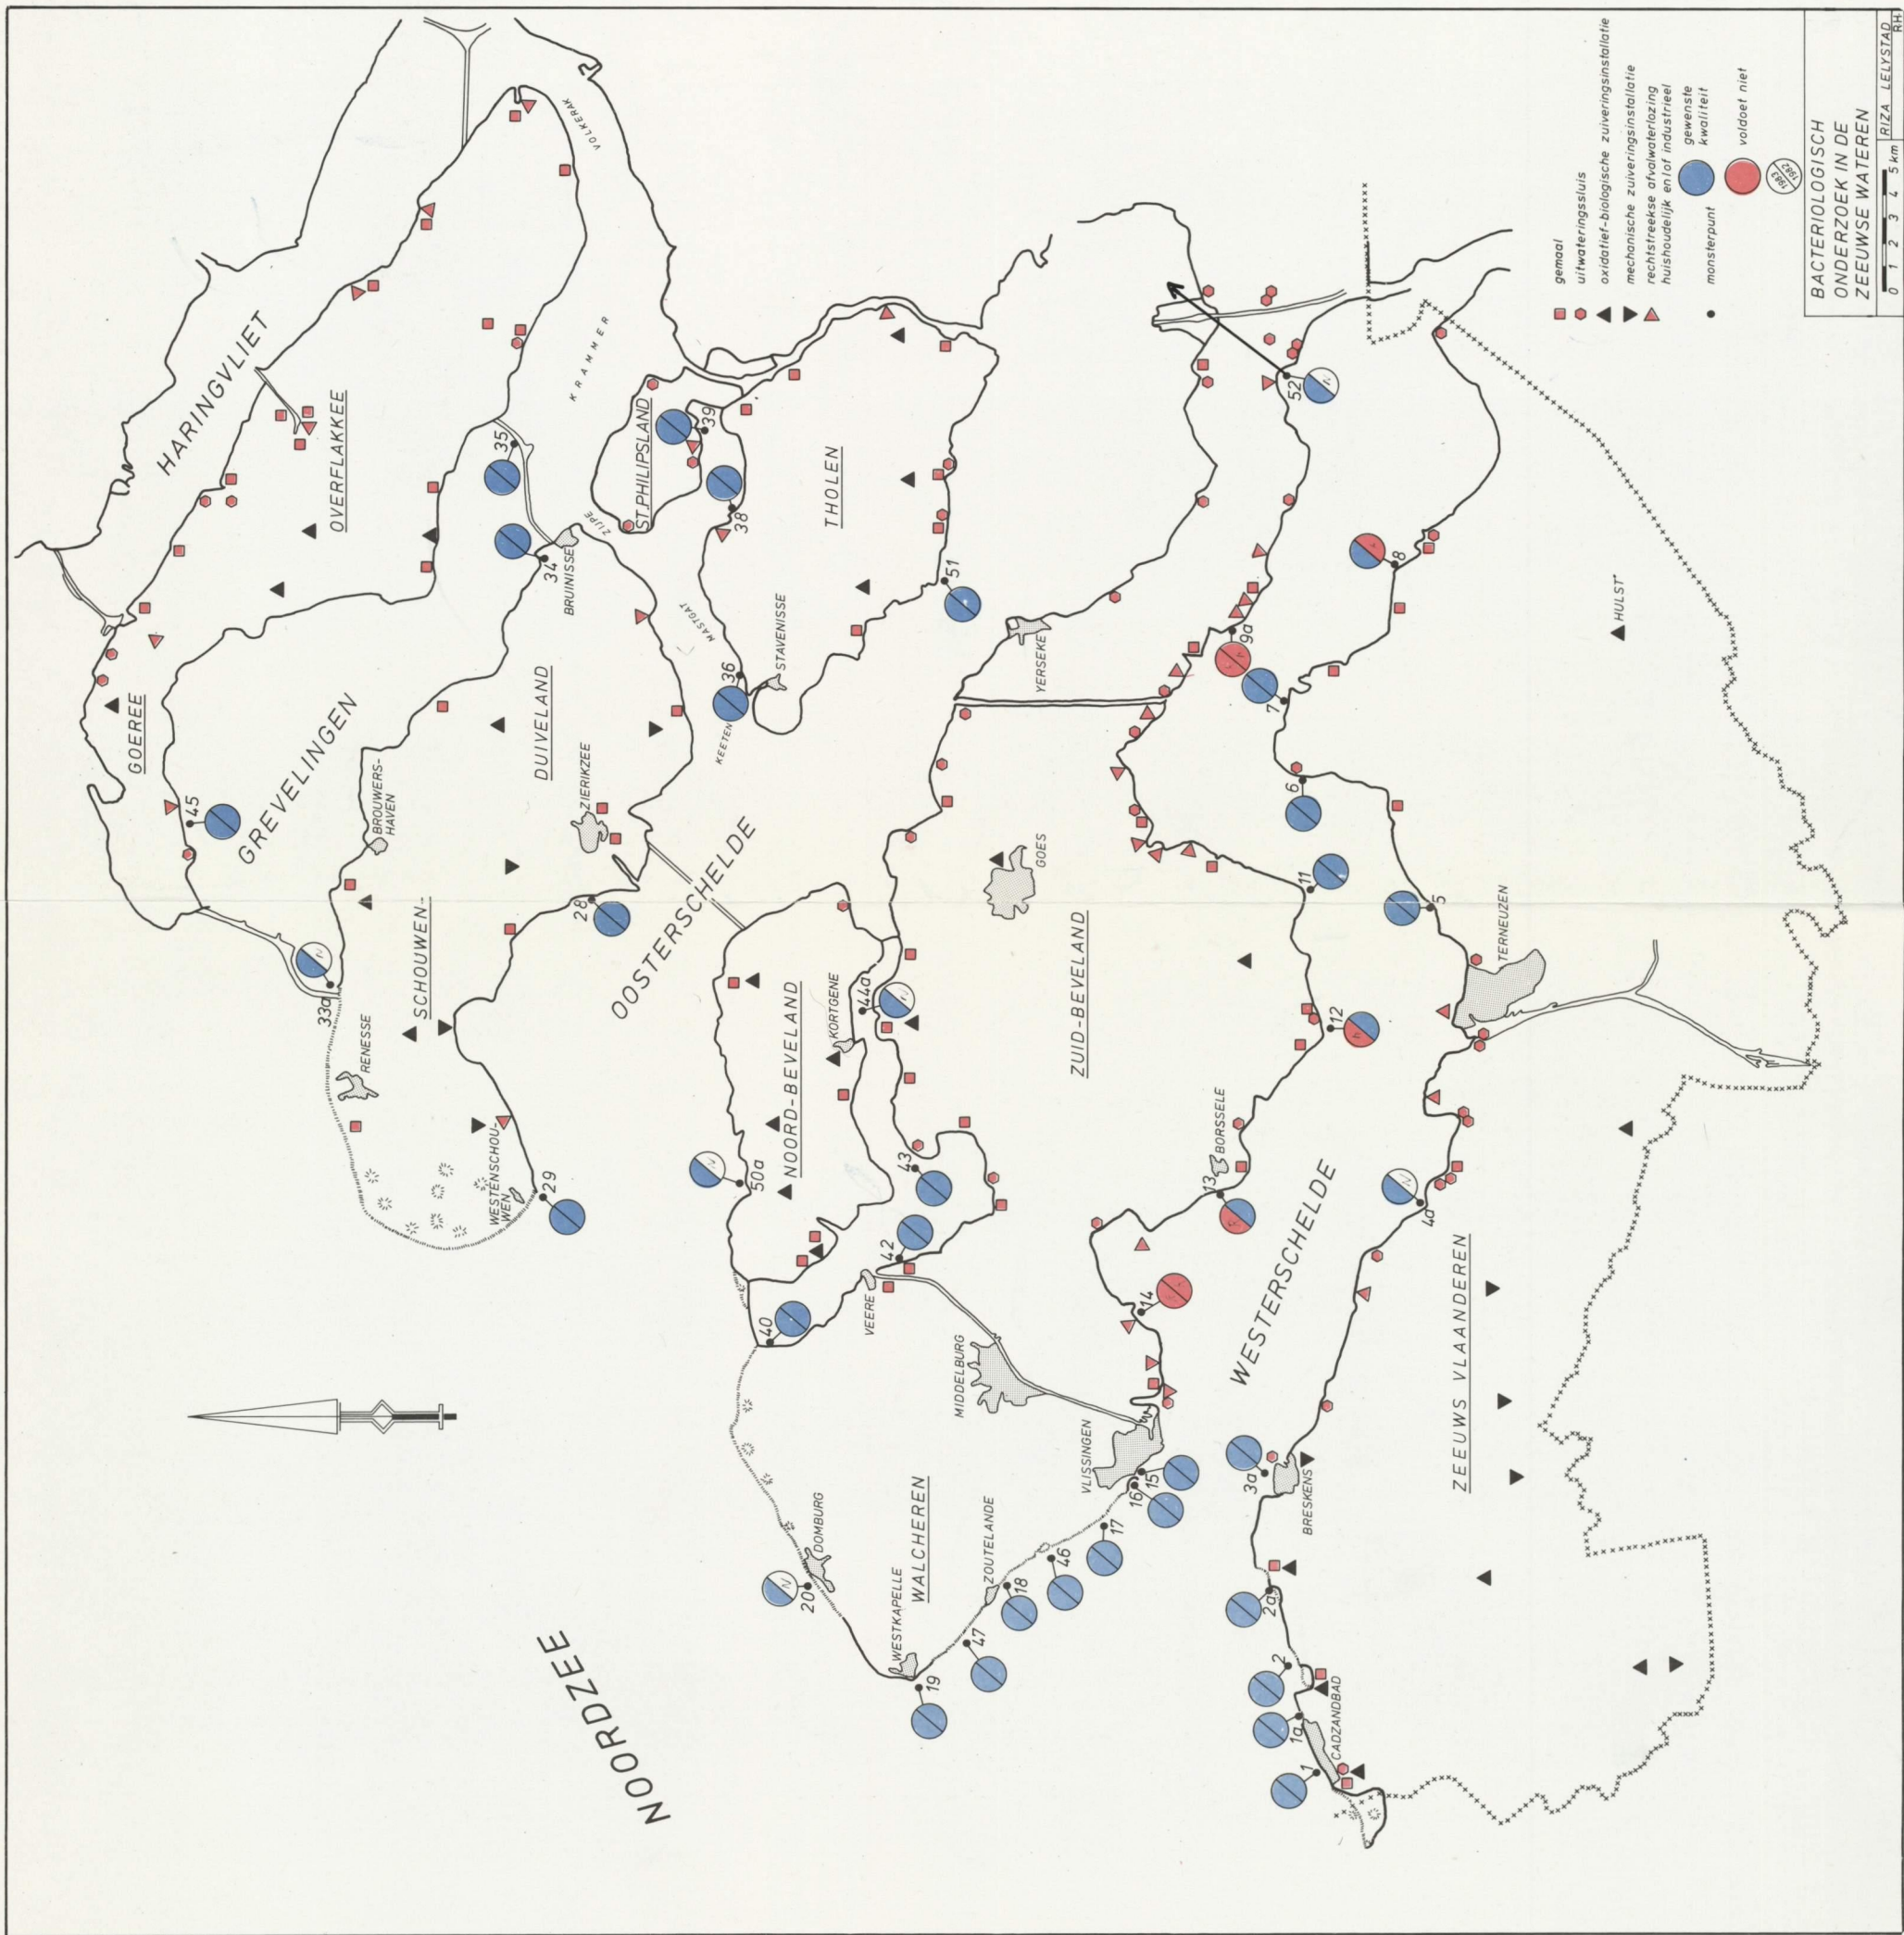 HARINGVLIET
OVERFLAKKEE
VOLKERAK
KRAMMER
GOEREE
GREVELINGEN
BROUWERS-
HAVEN
DUIVELAND
ZIERIKZEE
BRUINISSE
ZIJPE
ST. PHILIPSLAND
THOLEN
MASTGAT
STAVENISSE
KEETEN
SCHOUWEN-
RENESSE
WESTENSCHOU-
WEN
OOSTERSCHELDE
NOORD-BEVELAND
KORTGENE
YERSEKE
GOES
ZUID-BEVELAND
BORSSELE
VEERE
MIDDELBURG
VLISSINGEN
WALCHEREN
DOMBURG
WESTKAPELLE
ZOUTELANDE
NOORDZEE
WESTERSCHELDE
TERNEUZEN
HULST
ZEEUWS VLAANDEREN
BRESKENS
CADZANDBAD
45
35
34
39
38
36
51
28
33a
29
50a
44a
43
42
40
20
19
47
18
46
17
16
15
14
13
12
11
9a
52
8
7
6
5
4a
3a
2a
2
1a
1
N
N
N
N
N
N
gemaal
uitwateringssluis
oxidatief-biologische zuiveringsinstallatie
mechanische zuiveringsinstallatie
rechtstreekse afvalwaterlozing
huishoudelijk en/of industrieel
monsterpunt
gewenste
kwaliteit
voldoet niet
1983
1982
BACTERIOLOGISCH
ONDERZOEK IN DE
ZEEUWSE WATEREN
0 1 2 3 4 5 km
RIZA LELYSTAD
RH